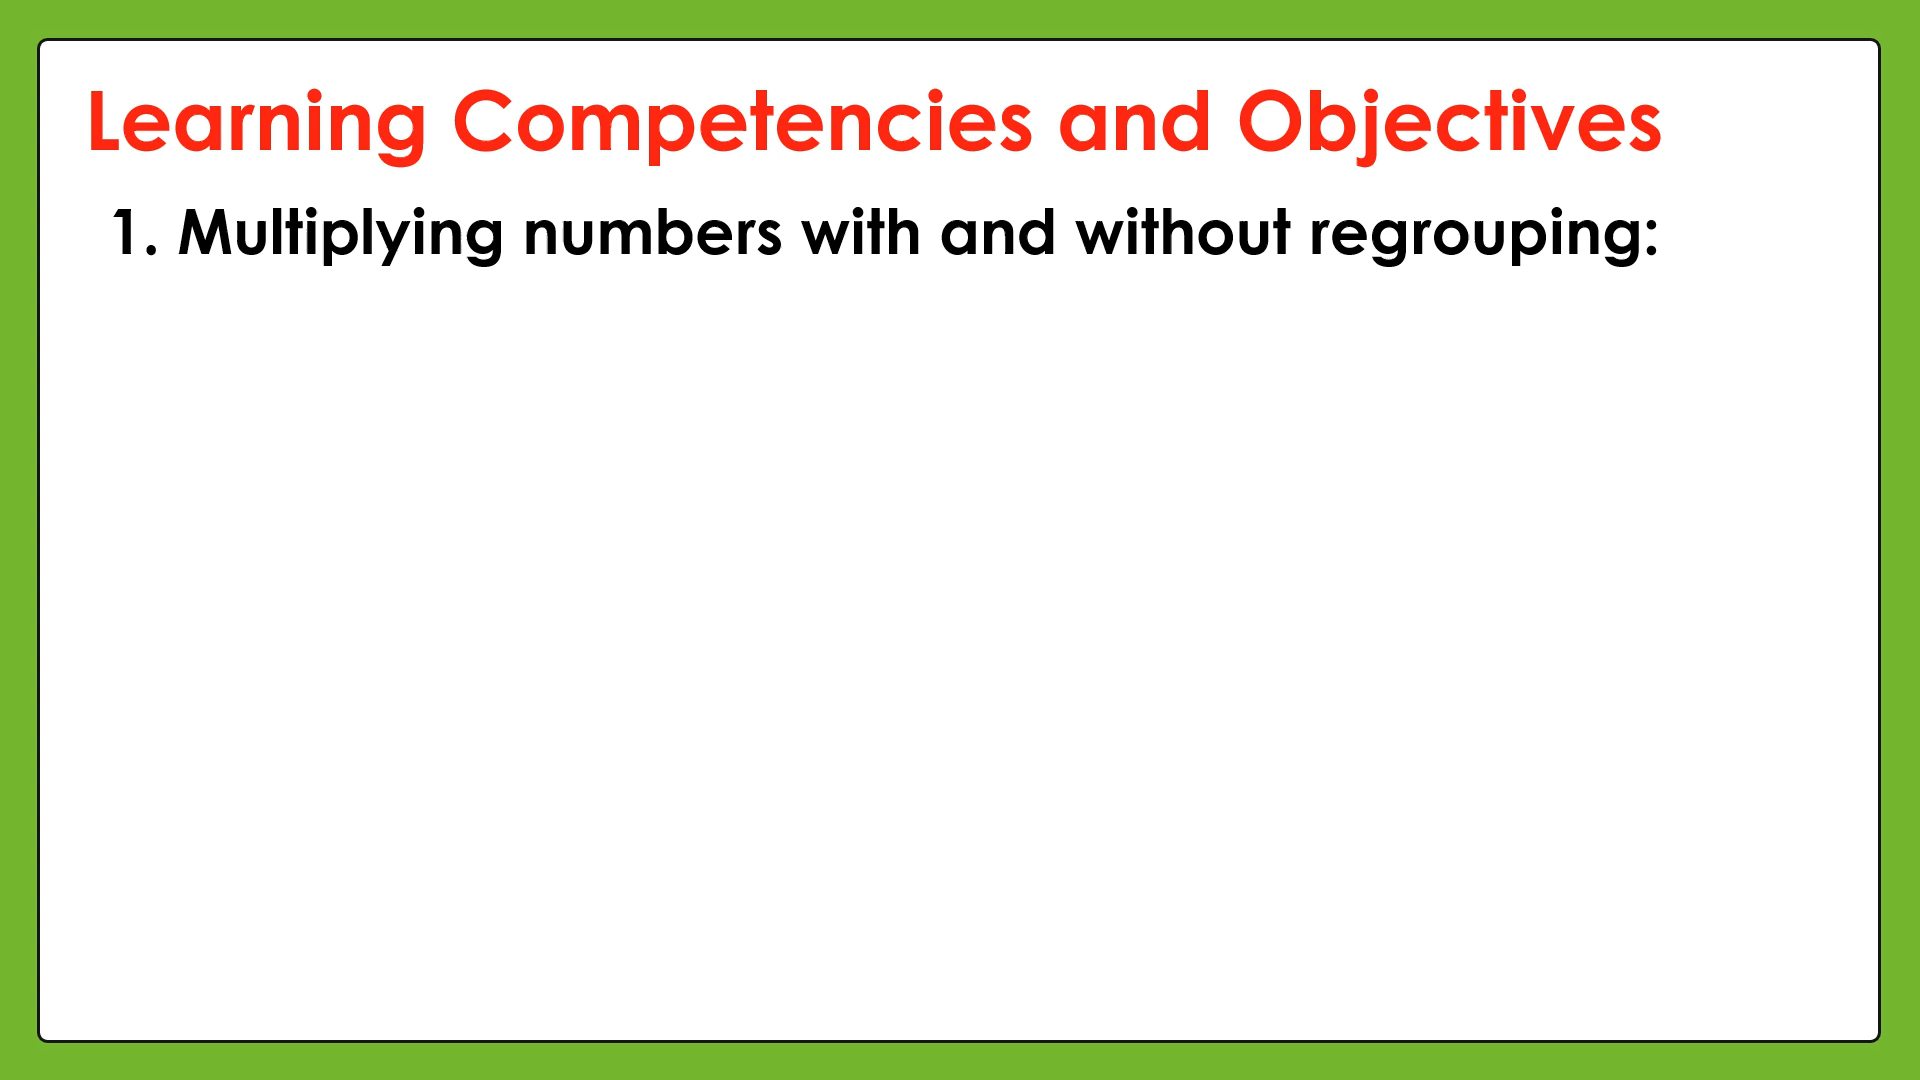 Learning Competencies and Objectives
1. Multiplying numbers with and without regrouping: